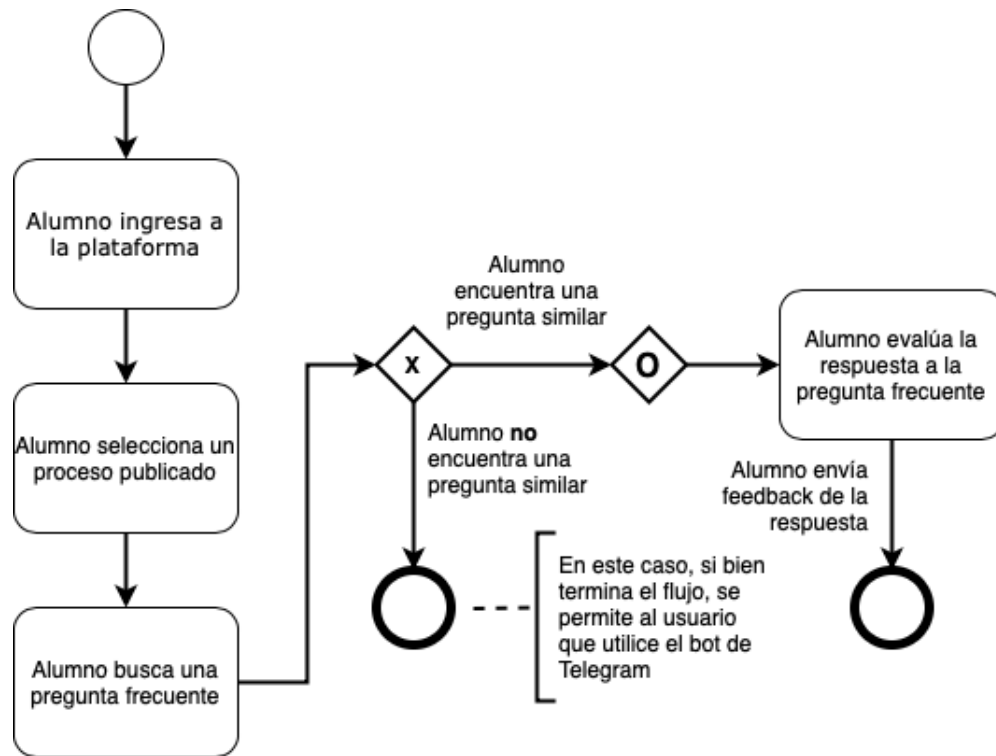 Alumno ingresa a
la plataforma
Alumno selecciona un
proceso publicado
Alumno busca una
pregunta frecuente
x
Alumno
encuentra una
pregunta similar
Alumno no
encuentra una
pregunta similar
O
Alumno evalúa la
respuesta a la
pregunta frecuente
Alumno envía
feedback de la
respuesta
En este caso, si bien
termina el flujo, se
permite al usuario
que utilice el bot de
Telegram